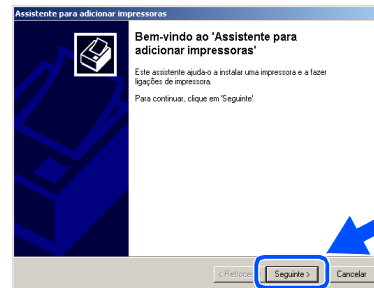 Assistente para adicionar impressoras
Bem-vindo ao 'Assistente para
adicionar impressoras'
Este assistente ajuda-o a instalar uma impressora e a fazer
ligações de impressora.
Para continuar, clique em 'Seguinte'.
< Retroceder Seguinte > Cancelar